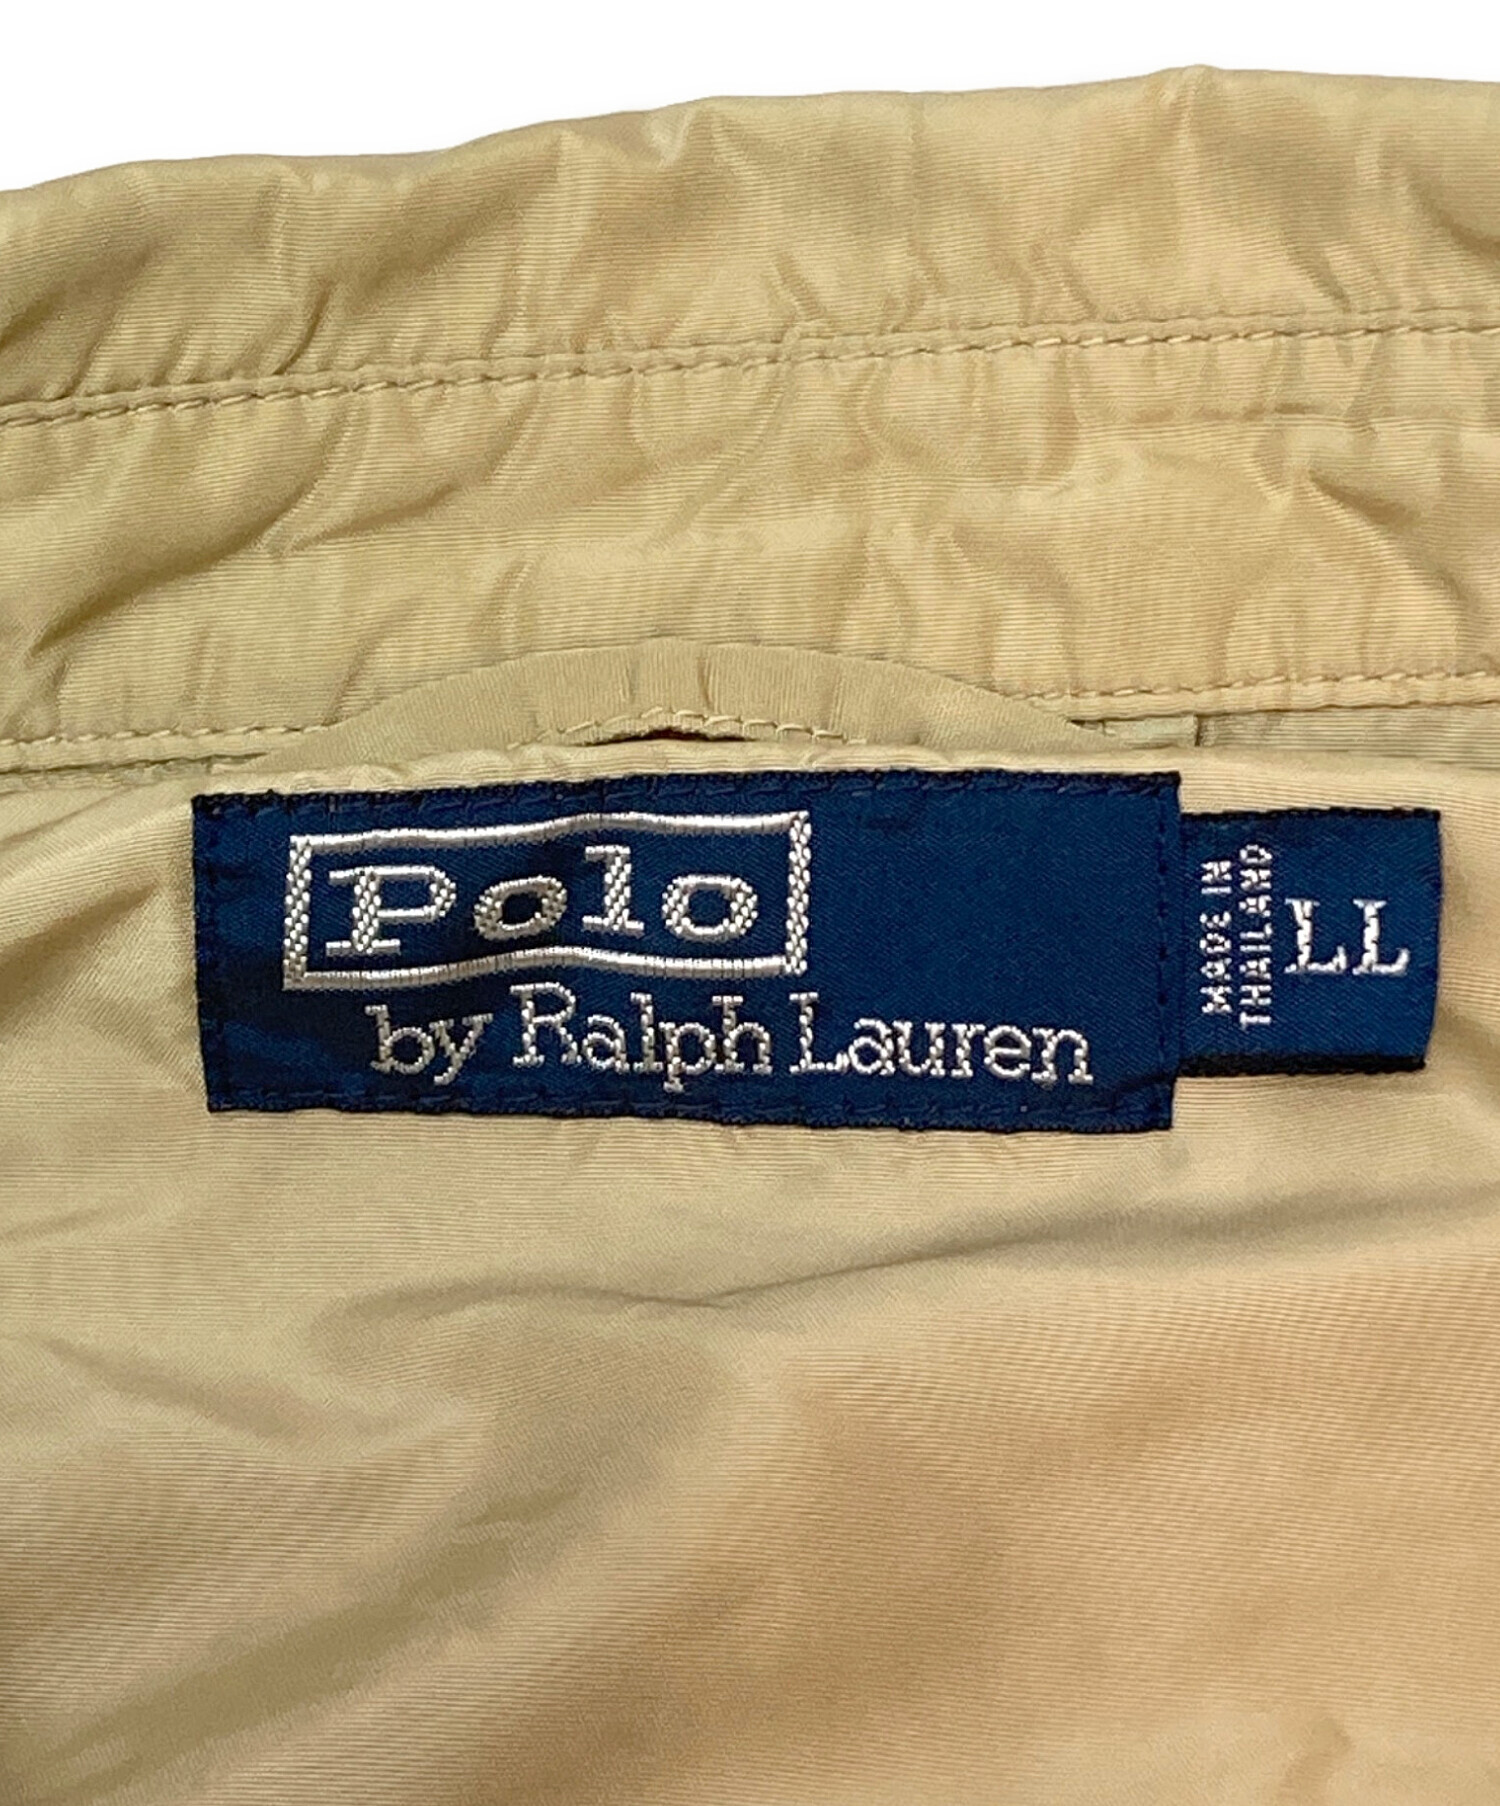 Polo
by Ralph Lauren
MADE IN
THAILAND
LL